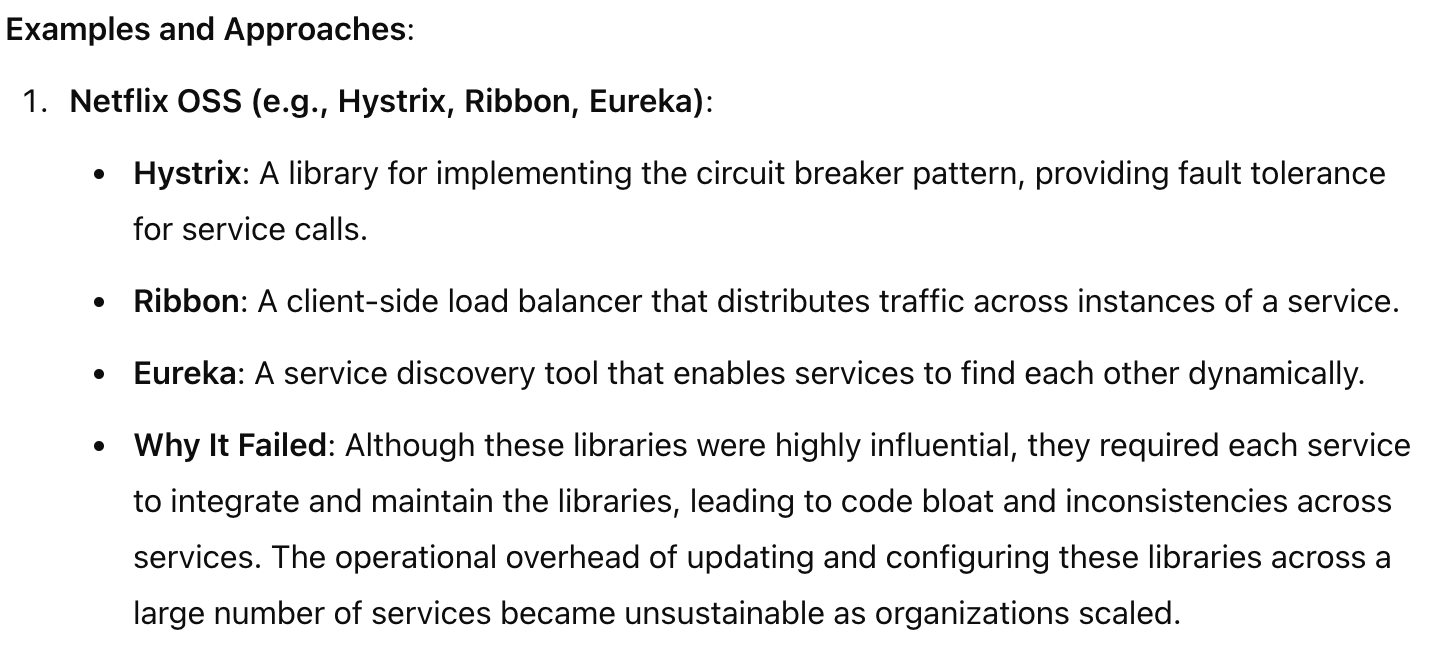 Examples and Approaches:
1. Netflix OSS (e.g., Hystrix, Ribbon, Eureka):
• Hystrix: A library for implementing the circuit breaker pattern, providing fault tolerance
for service calls.
• Ribbon: A client-side load balancer that distributes traffic across instances of a service.
• Eureka: A service discovery tool that enables services to find each other dynamically.
• Why It Failed: Although these libraries were highly influential, they required each service
to integrate and maintain the libraries, leading to code bloat and inconsistencies across
services. The operational overhead of updating and configuring these libraries across a
large number of services became unsustainable as organizations scaled.